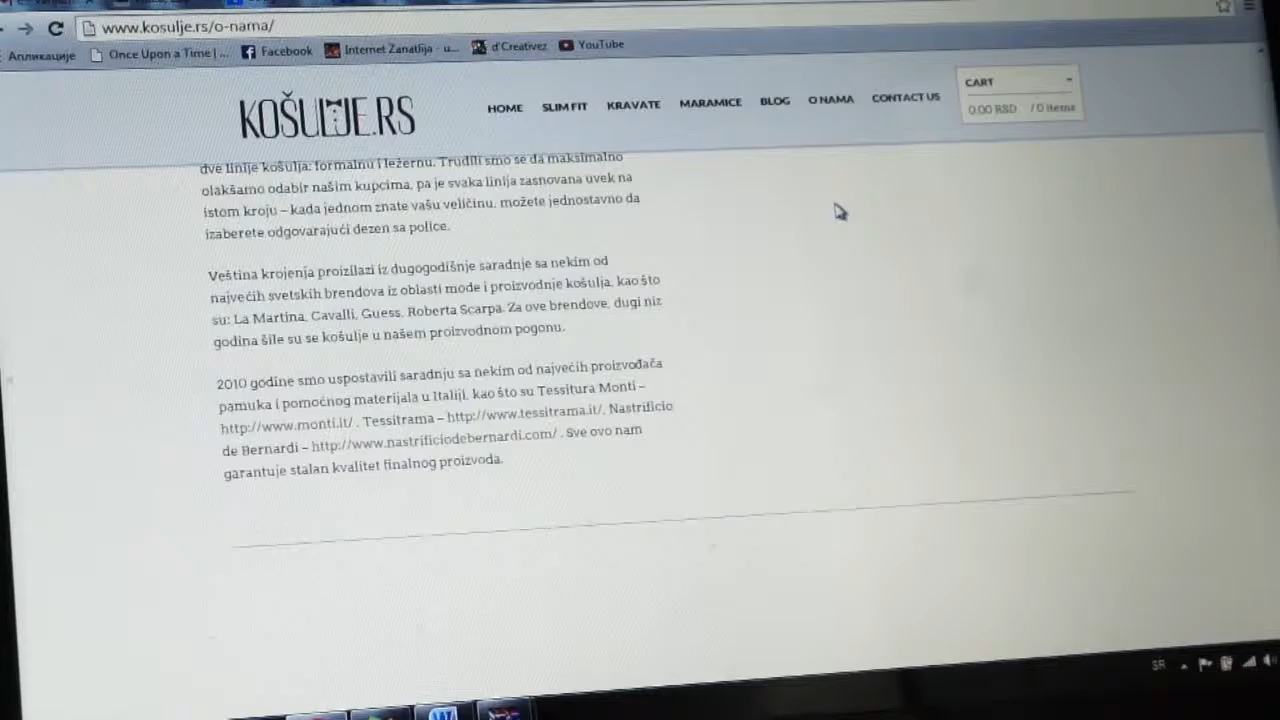 www.kosulje.rs/o-nama/
Апликације Once Upon a Time | ... Facebook Internet Zanatlija - u... d'Creativez YouTube
KOŠULJE.RS
HOME SLIM FIT KRAVATE MARAMICE BLOG O NAMA CONTACT US
CART
0.00 RSD / 0 items
dve linije košulja: formalnu i ležernu. Trudili smo se da maksimalno
olakšamo odabir našim kupcima, pa je svaka linija zasnovana uvek na
istom kroju – kada jednom znate vašu veličinu, možete jednostavno da
izaberete odgovarajući dezen sa police.
Veština krojenja proizilazi iz dugogodišnje saradnje sa nekim od
najvećih svetskih brendova iz oblasti mode i proizvodnje košulja, kao što
su: La Martina, Cavalli, Guess, Roberta Scarpa. Za ove brendove, dugi niz
godina šile su se košulje u našem proizvodnom pogonu.
2010 godine smo uspostavili saradnju sa nekim od najvećih proizvođača
pamuka i pomoćnog materijala u Italiji, kao što su Tessitura Monti –
http://www.monti.it/ , Tessitrama – http://www.tessitrama.it/, Nastrificio
de Bernardi – http://www.nastrificiodebernardi.com/ . Sve ovo nam
garantuje stalan kvalitet finalnog proizvoda.
SR